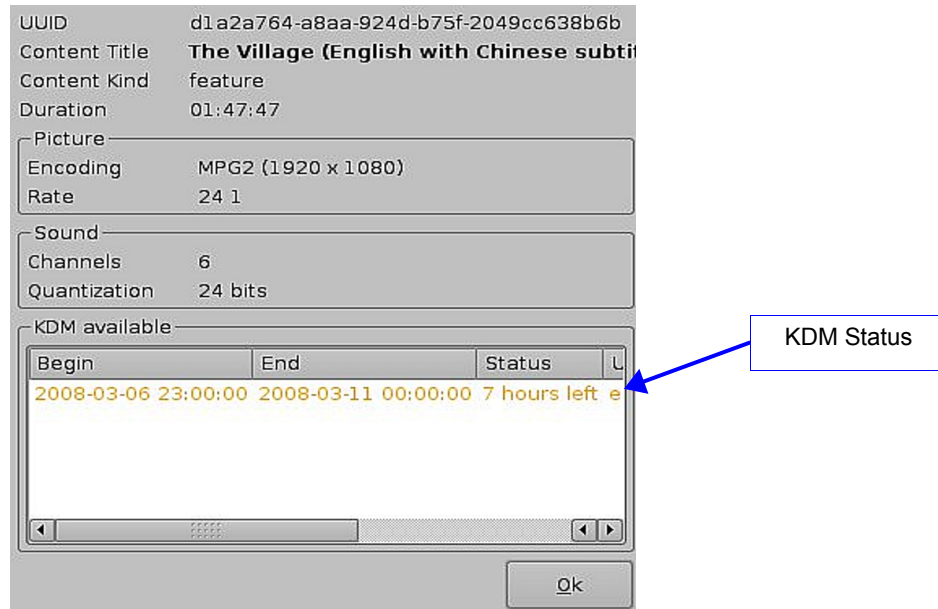 UUID d1a2a764-a8aa-924d-b75f-2049cc638b6b
Content Title The Village (English with Chinese subti
Content Kind feature
Duration 01:47:47
Picture
Encoding MPG2 (1920 x 1080)
Rate 24 1
Sound
Channels 6
Quantization 24 bits
KDM available
Begin End Status U
2008-03-06 23:00:00 2008-03-11 00:00:00 7 hours left e
Ok
KDM Status